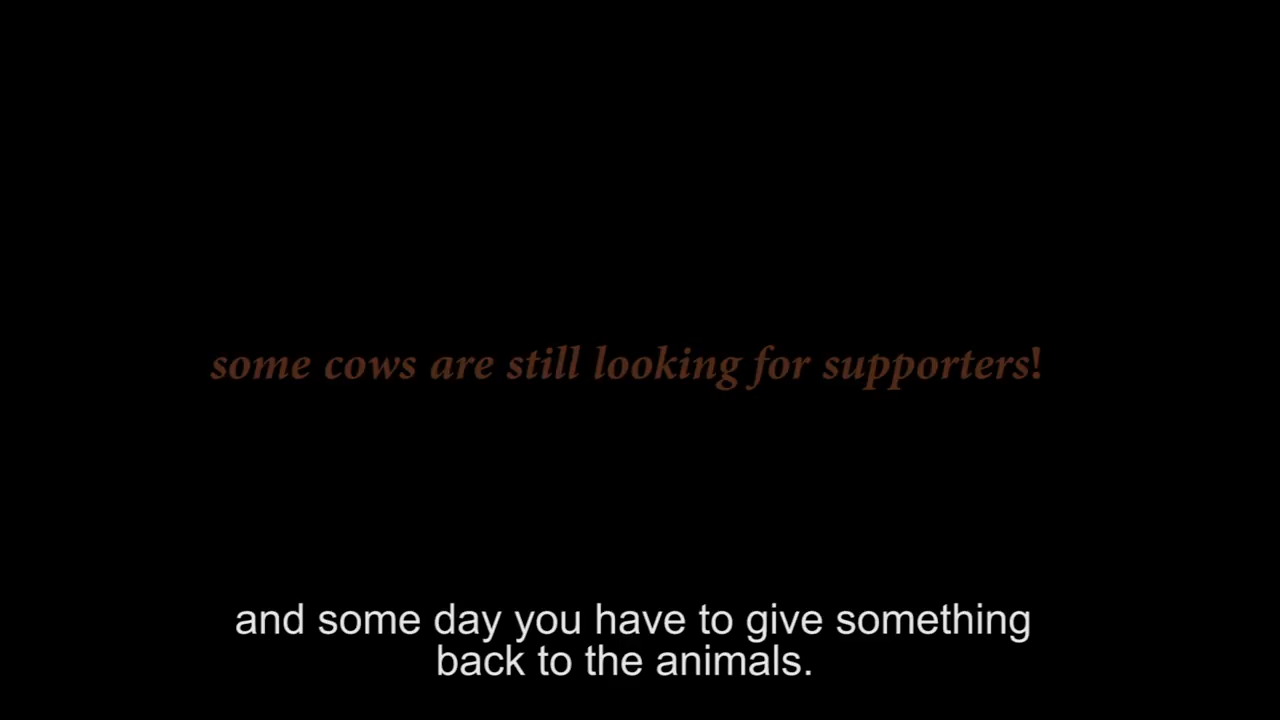 some cows are still looking for supporters!
and some day you have to give something
back to the animals.